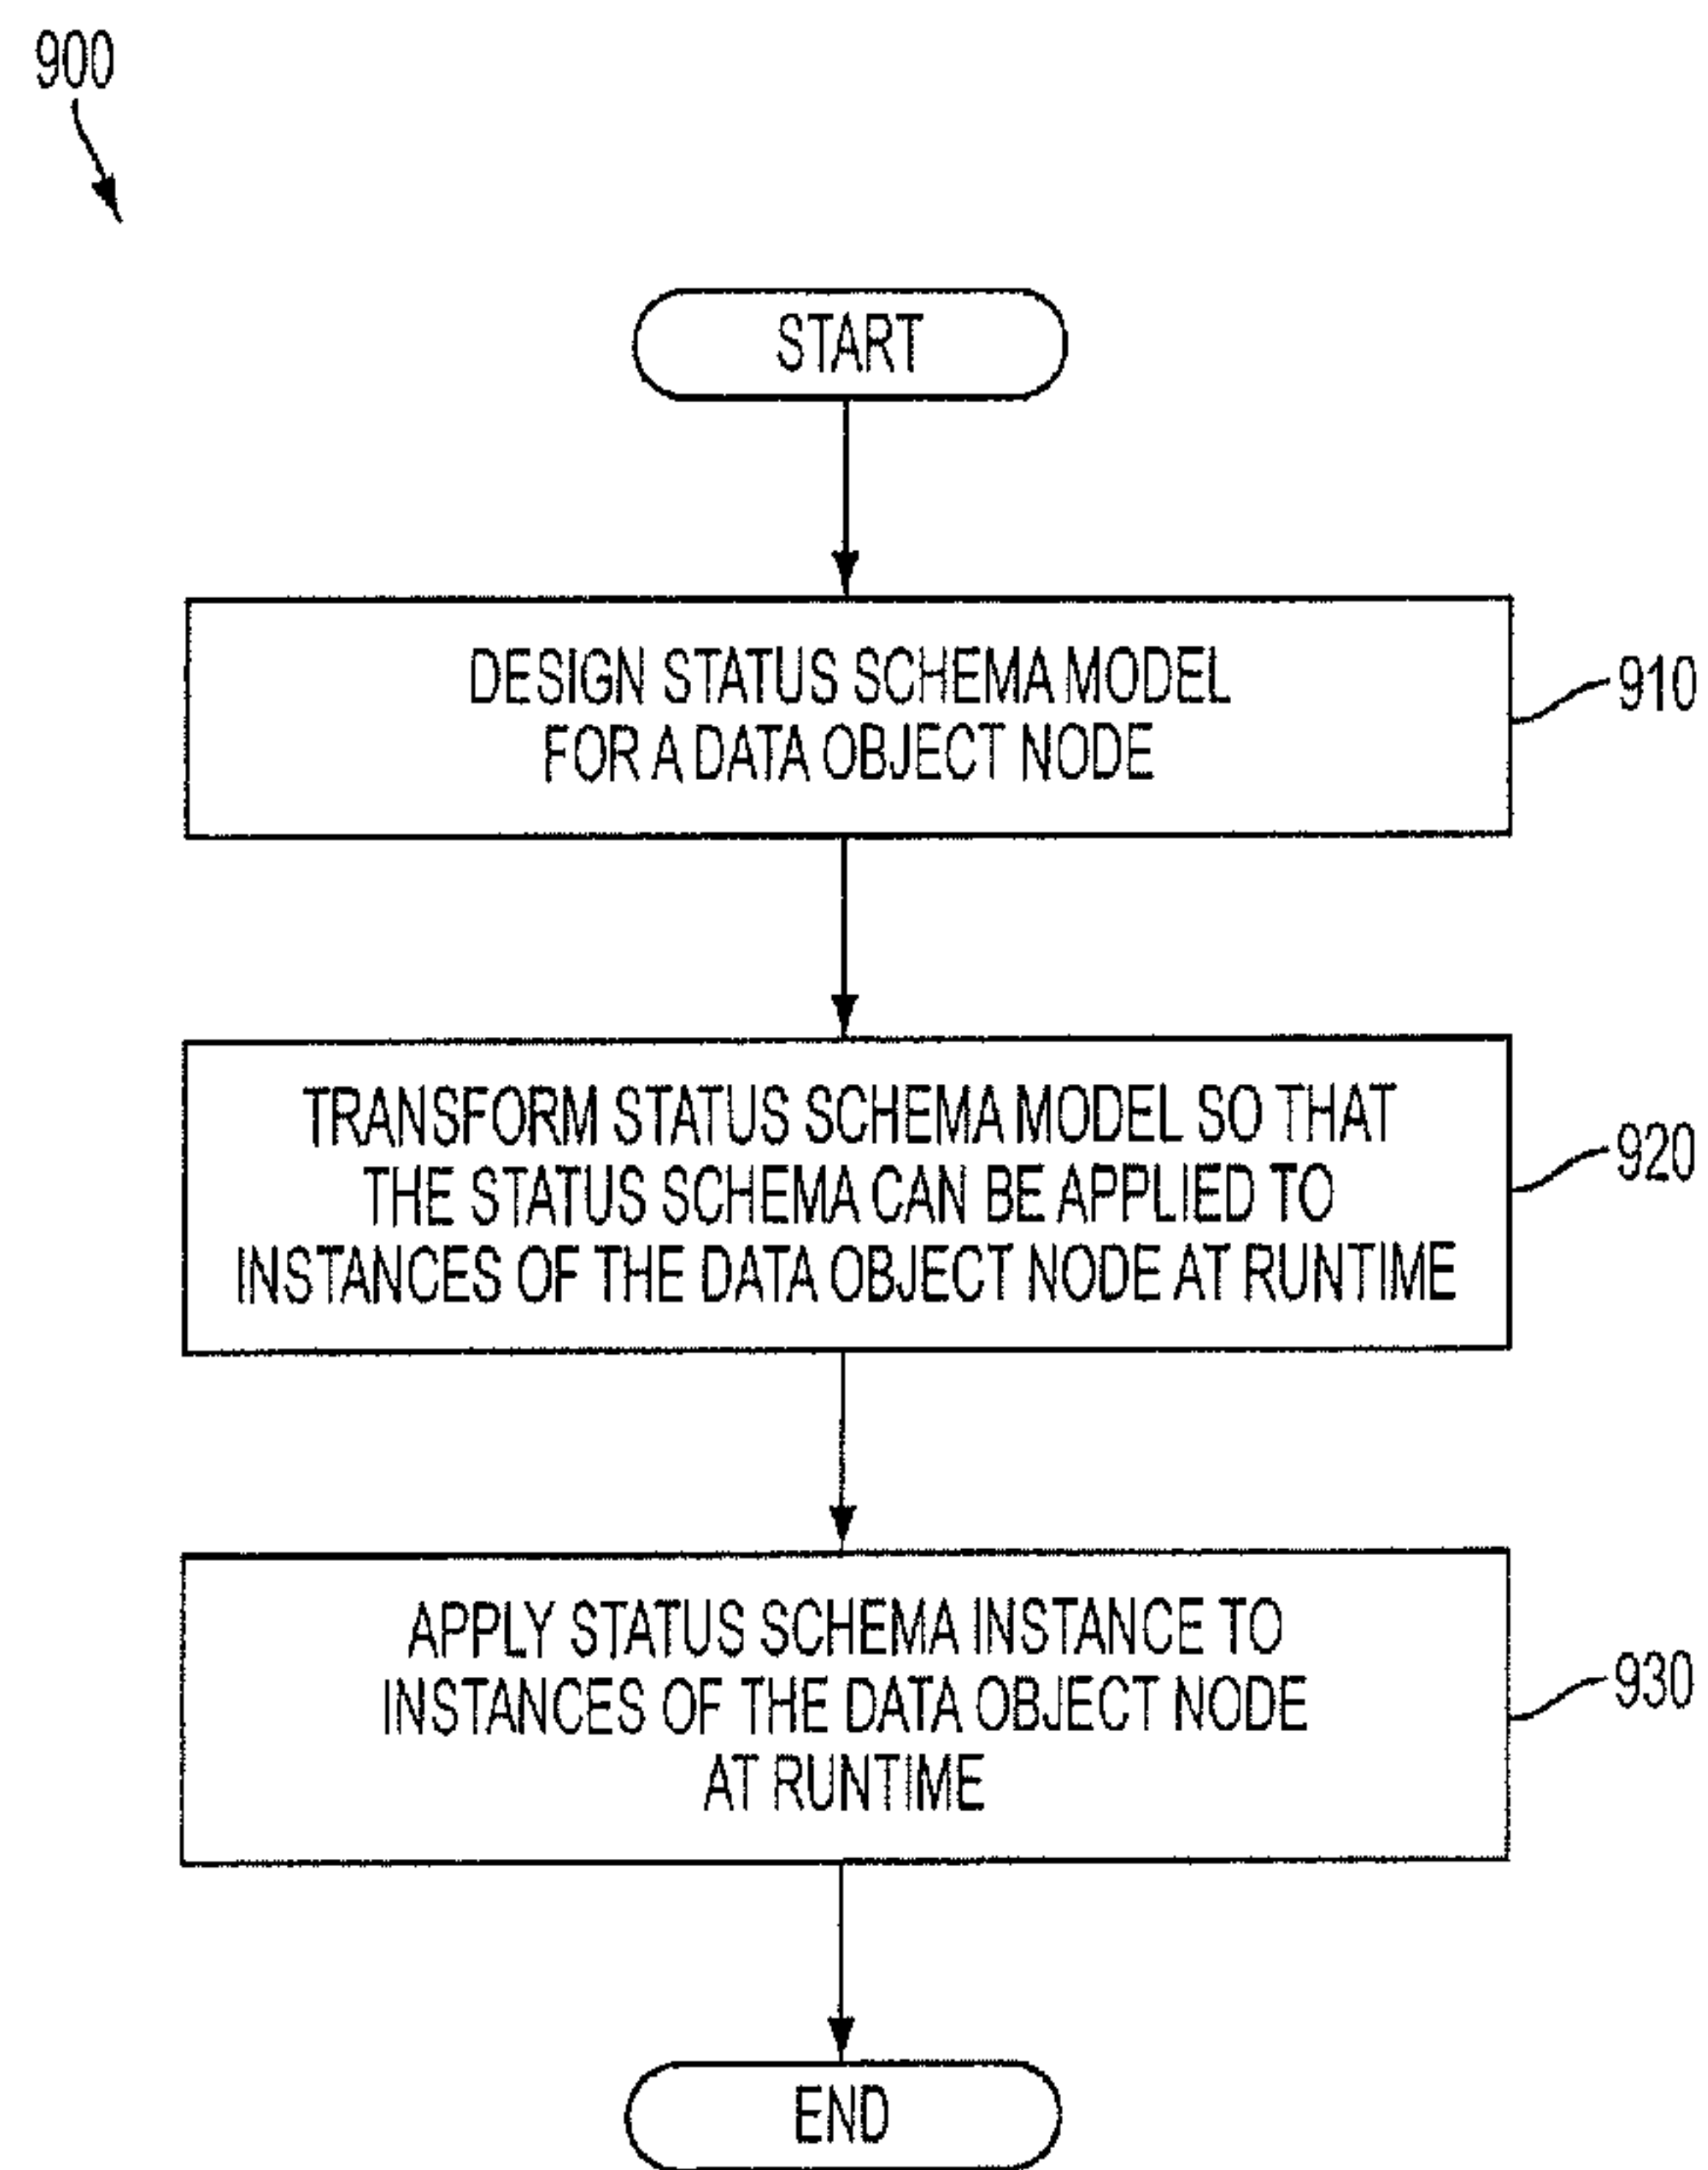 900
START
DESIGN STATUS SCHEMA MODEL
FOR A DATA OBJECT NODE
910
TRANSFORM STATUS SCHEMA MODEL SO THAT
THE STATUS SCHEMA CAN BE APPLIED TO
INSTANCES OF THE DATA OBJECT NODE AT RUNTIME
920
APPLY STATUS SCHEMA INSTANCE TO
INSTANCES OF THE DATA OBJECT NODE
AT RUNTIME
930
END